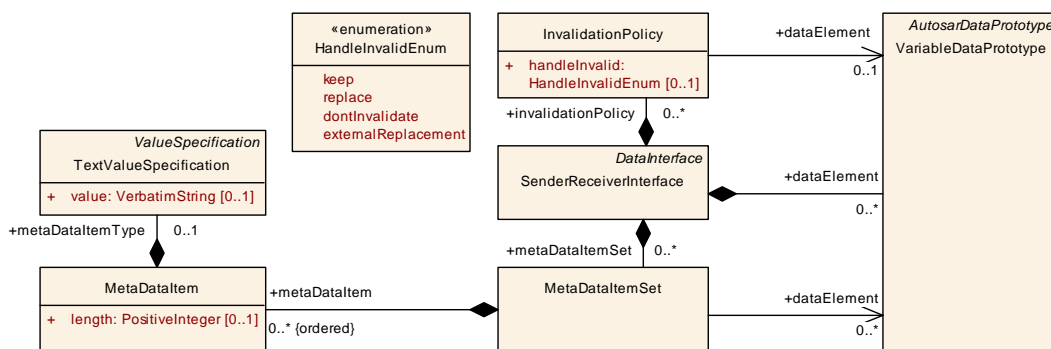 «enumeration»
HandleInvalidEnum
keep
replace
dontInvalidate
externalReplacement
InvalidationPolicy
+ handleInvalid:
HandleInvalidEnum [0..1]
+dataElement
0..1
AutosarDataPrototype
VariableDataPrototype
+invalidationPolicy
0..*
ValueSpecification
TextValueSpecification
+ value: VerbatimString [0..1]
DataInterface
SenderReceiverInterface
+dataElement
0..*
+metaDataItemType
0..1
+metaDataItemSet
0..*
MetaDataItem
+ length: PositiveInteger [0..1]
+metaDataItem
0..* {ordered}
MetaDataItemSet
+dataElement
0..*